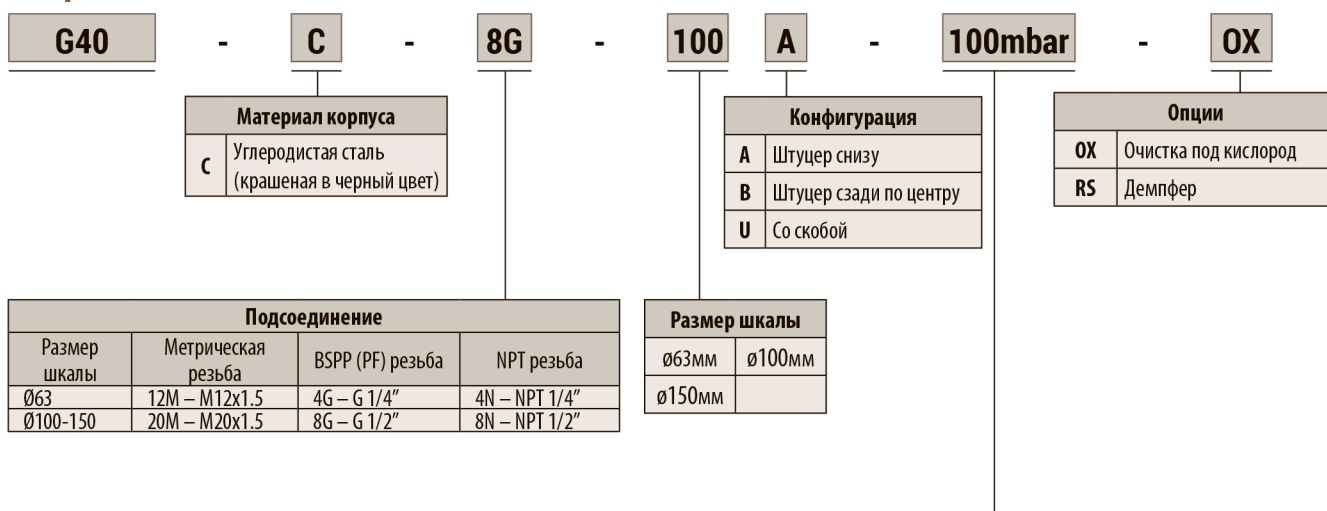 G40 - C - 8G - 100 A - 100mbar - OX
Материал корпуса
C Углеродистая сталь
(крашеная в черный цвет)
Конфигурация
A Штуцер снизу
B Штуцер сзади по центру
U Со скобой
Опции
OX Очистка под кислород
RS Демпфер
Подсоединение
Размер шкалы Метрическая резьба BSPP (PF) резьба NPT резьба
Ø63 12M – M12x1.5 4G – G 1/4” 4N – NPT 1/4”
Ø100-150 20M – M20x1.5 8G – G 1/2” 8N – NPT 1/2”
Размер шкалы
ø63мм ø100мм
ø150мм